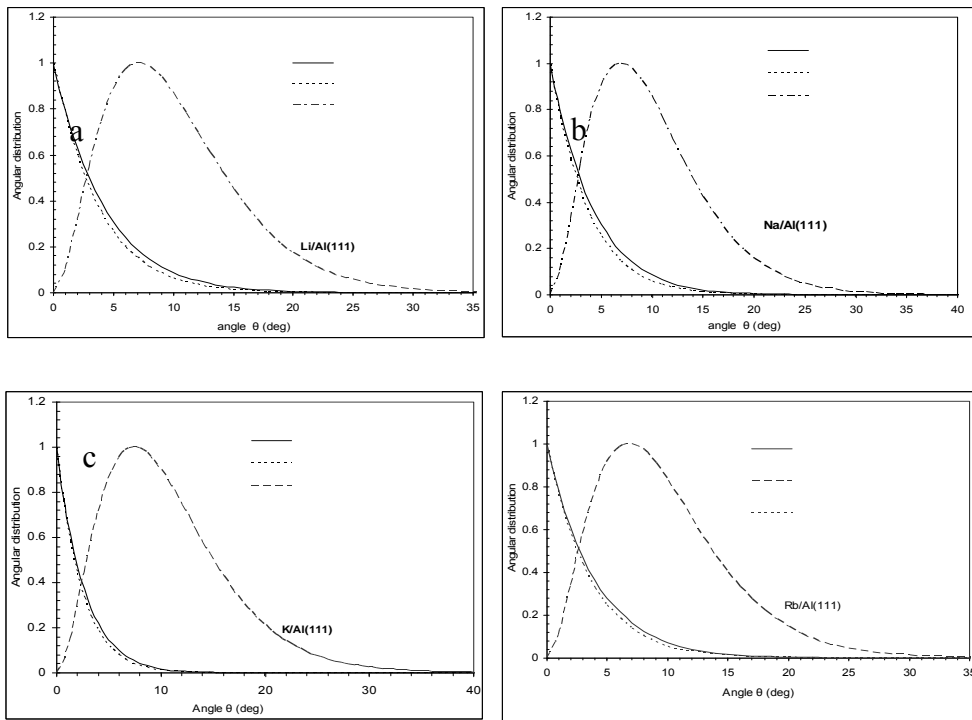 1.2
1
0.8
0.6
0.4
0.2
0
Angular distribution
a
Li/Al(111)
0 5 10 15 20 25 30 35
angle θ (deg)
1.2
1
0.8
0.6
0.4
0.2
0
Angular distribution
b
Na/Al(111)
0 5 10 15 20 25 30 35 40
angle θ (deg)
1.2
1
0.8
0.6
0.4
0.2
0
Angular distribution
c
K/Al(111)
0 10 20 30 40
Angle θ (deg)
1.2
1
0.8
0.6
0.4
0.2
0
Angular distribution
Rb/Al(111)
0 5 10 15 20 25 30 35
Angle θ (deg)